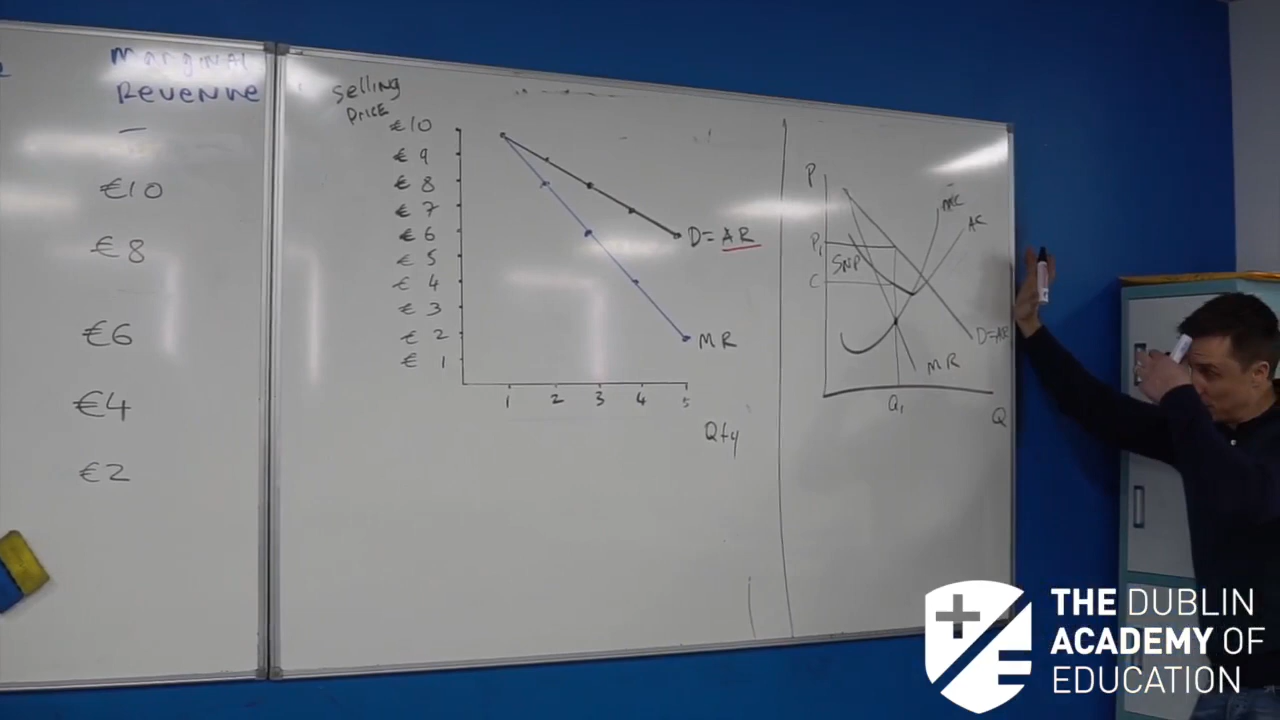 Marginal
Revenue
—
€10
€8
€6
€4
€2
Selling
Price
€10
€9
€8
€7
€6
€5
€4
€3
€2
€1
D=AR
MR
1 2 3 4 5
Qty
P
MC
AC
P1
SNP
C
D=AR
MR
Q1
Q
THE DUBLIN
ACADEMY OF
EDUCATION